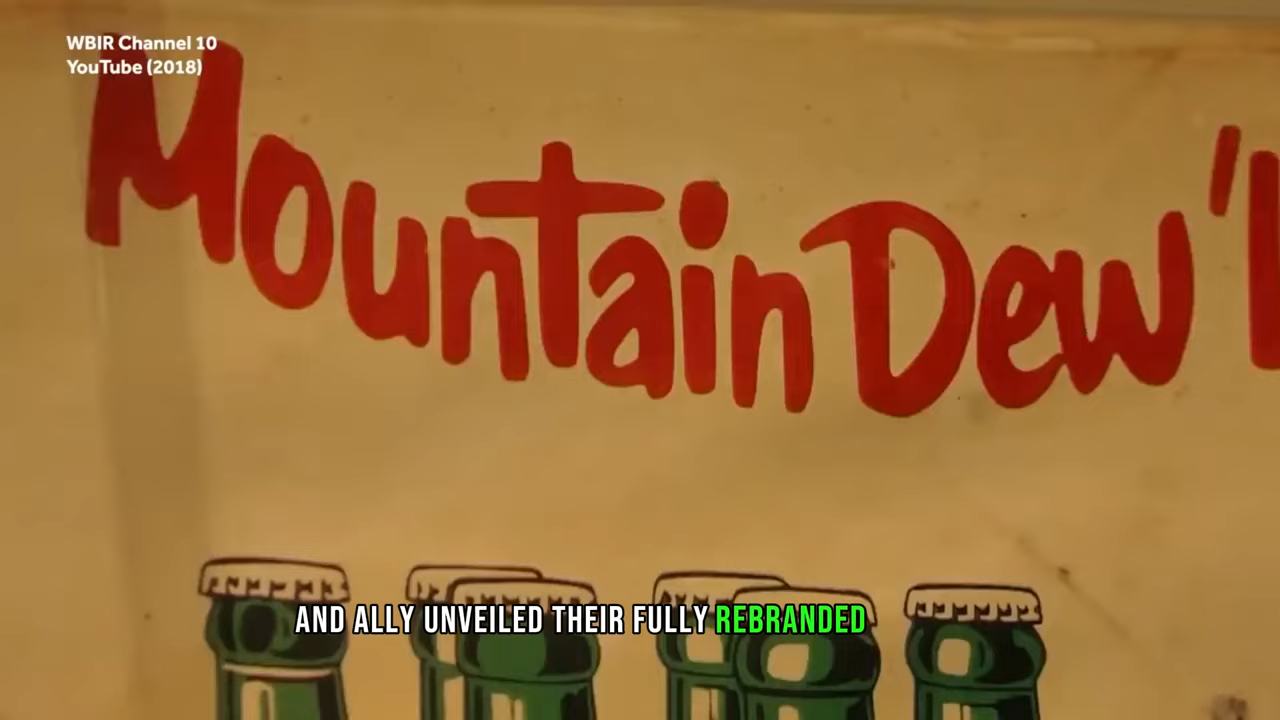 WBIR Channel 10
YouTube (2018)
Mountain Dew '
AND ALLY UNVEILED THEIR FULLY REBRANDED